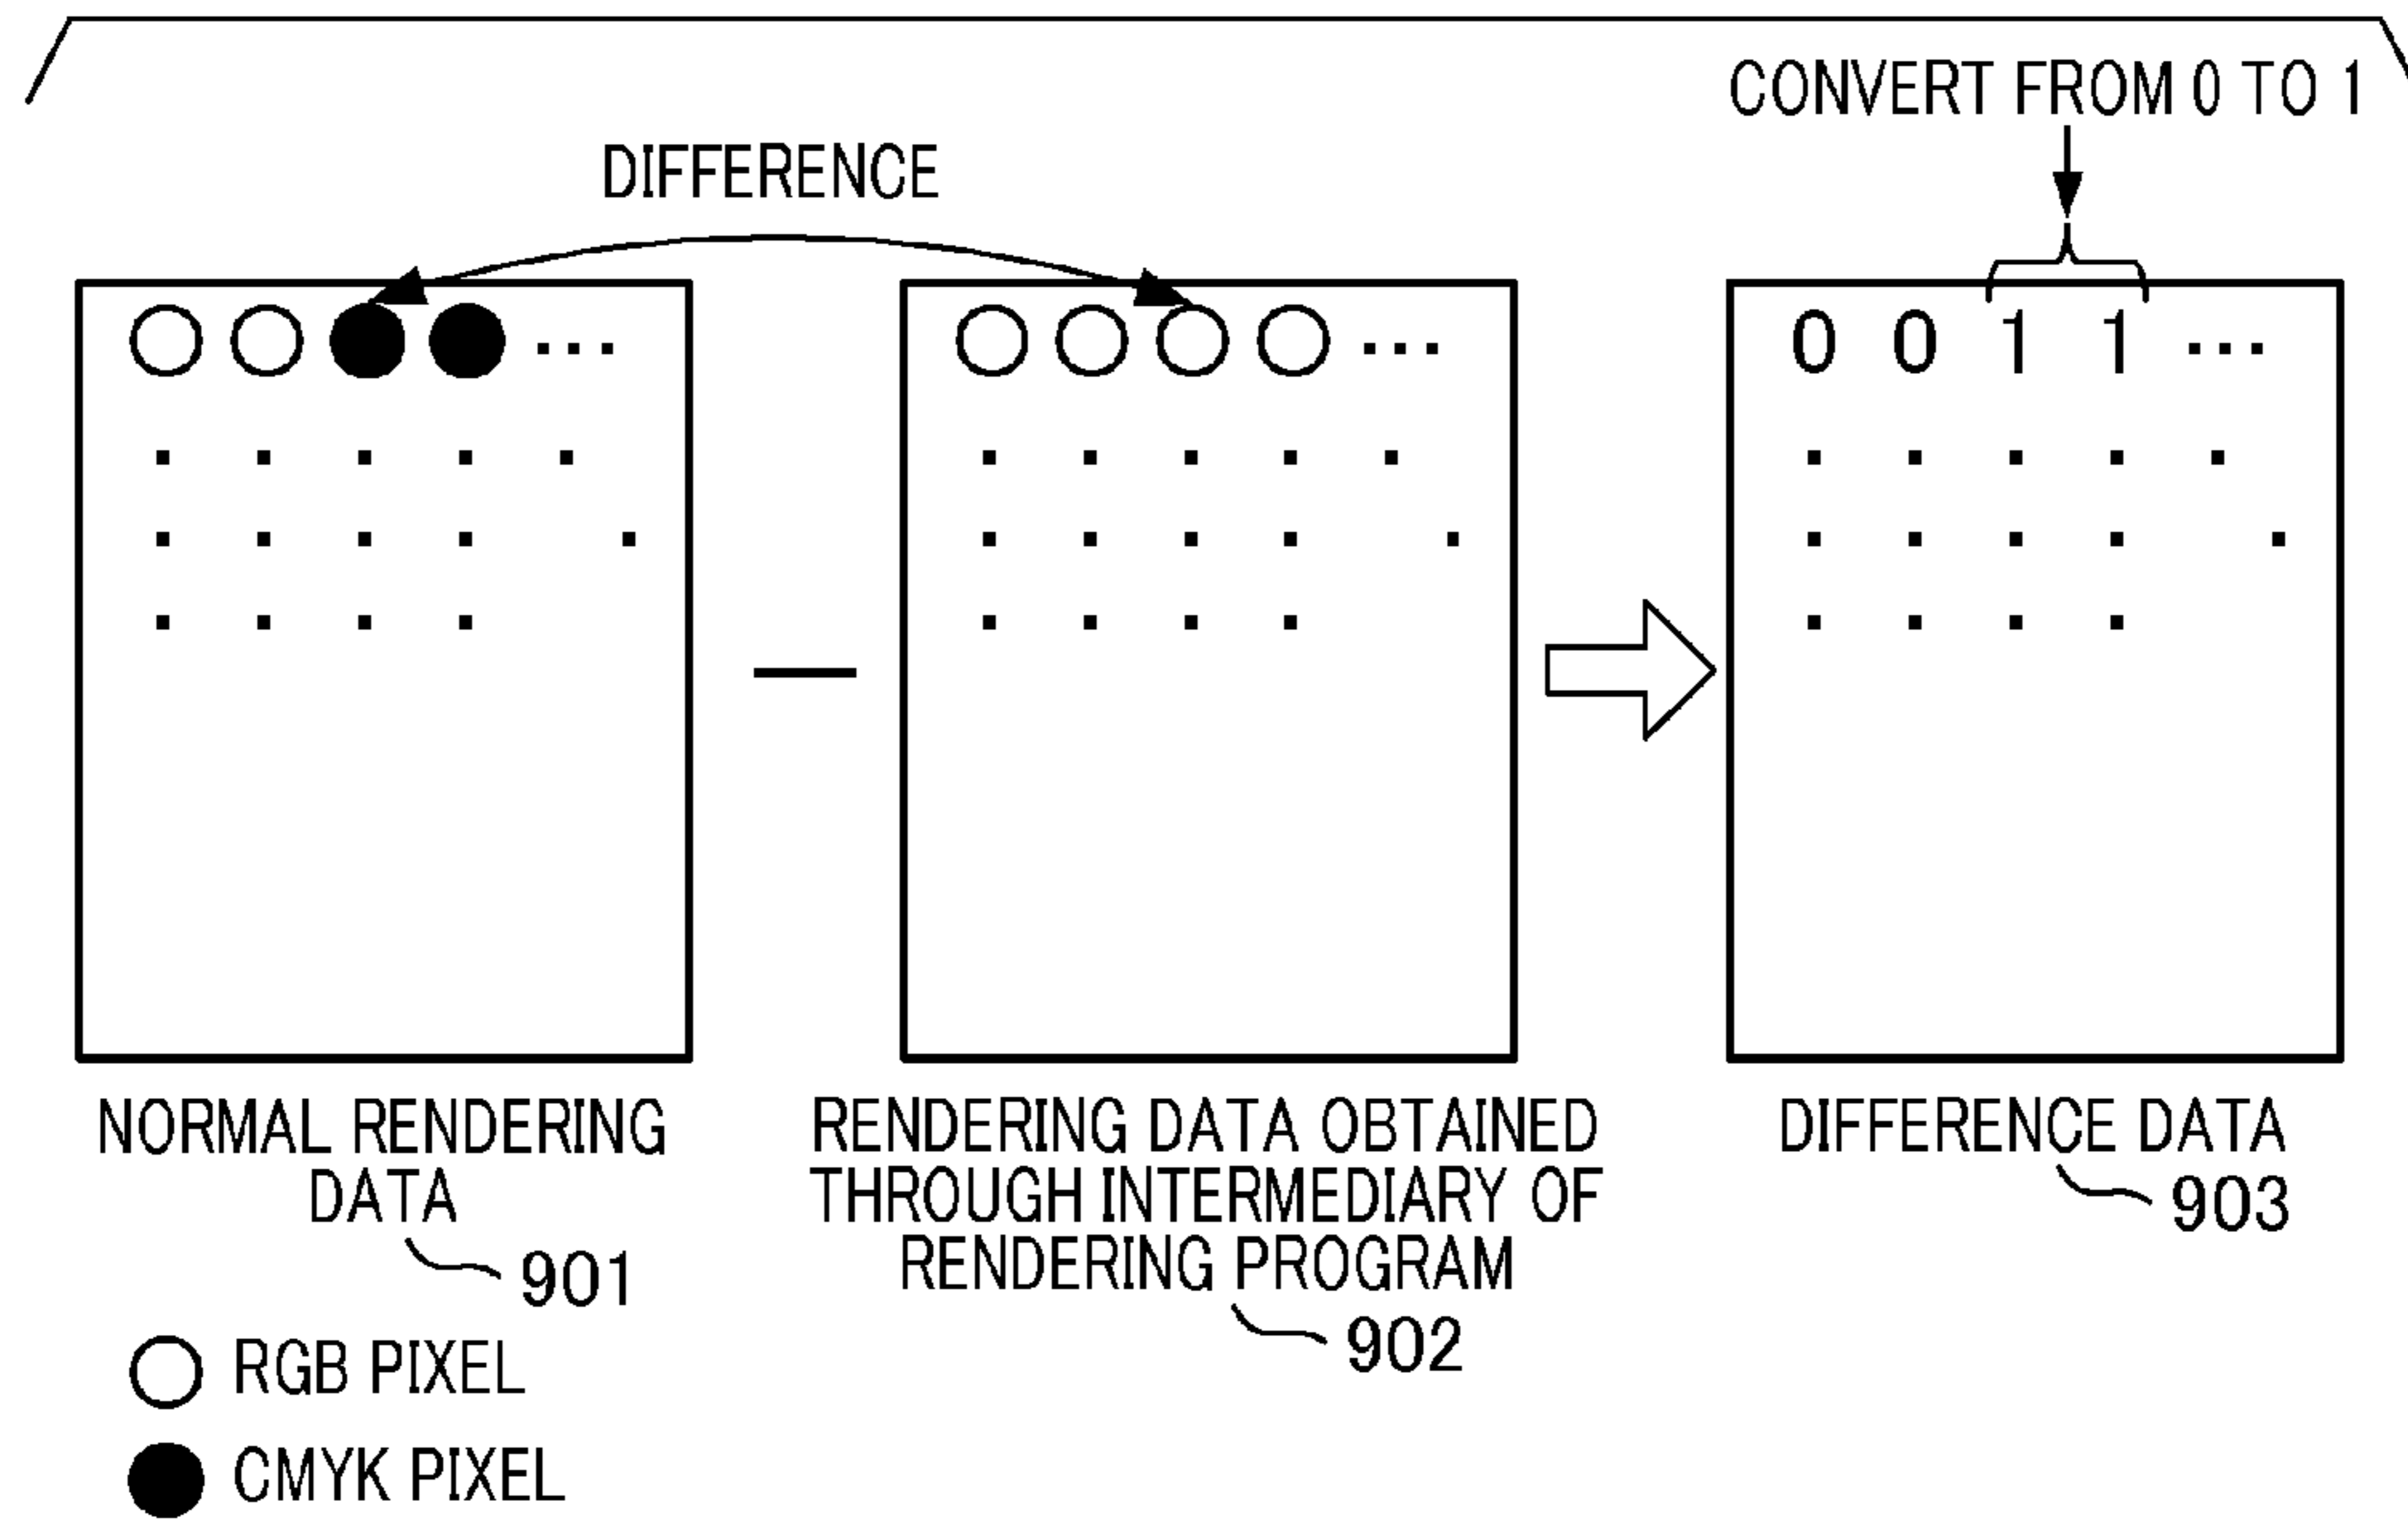 CONVERT FROM 0 TO 1
DIFFERENCE
0 0 1 1 ...
NORMAL RENDERING
DATA
901
RENDERING DATA OBTAINED
THROUGH INTERMEDIARY OF
RENDERING PROGRAM
902
DIFFERENCE DATA
903
RGB PIXEL
CMYK PIXEL